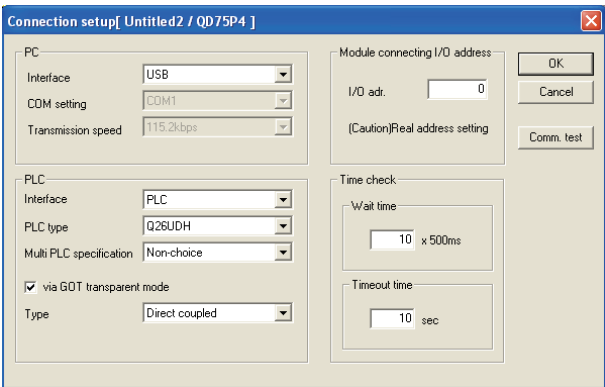 Connection setup[ Untitled2 / QD75P4 ]
PC
Interface USB
COM setting COM1
Transmission speed 115.2kbps
Module connecting I/O address
I/O adr. 0
(Caution)Real address setting
OK
Cancel
Comm. test
PLC
Interface PLC
PLC type Q26UDH
Multi PLC specification Non-choice
via GOT transparent mode
Type Direct coupled
Time check
Wait time
10 x 500ms
Timeout time
10 sec